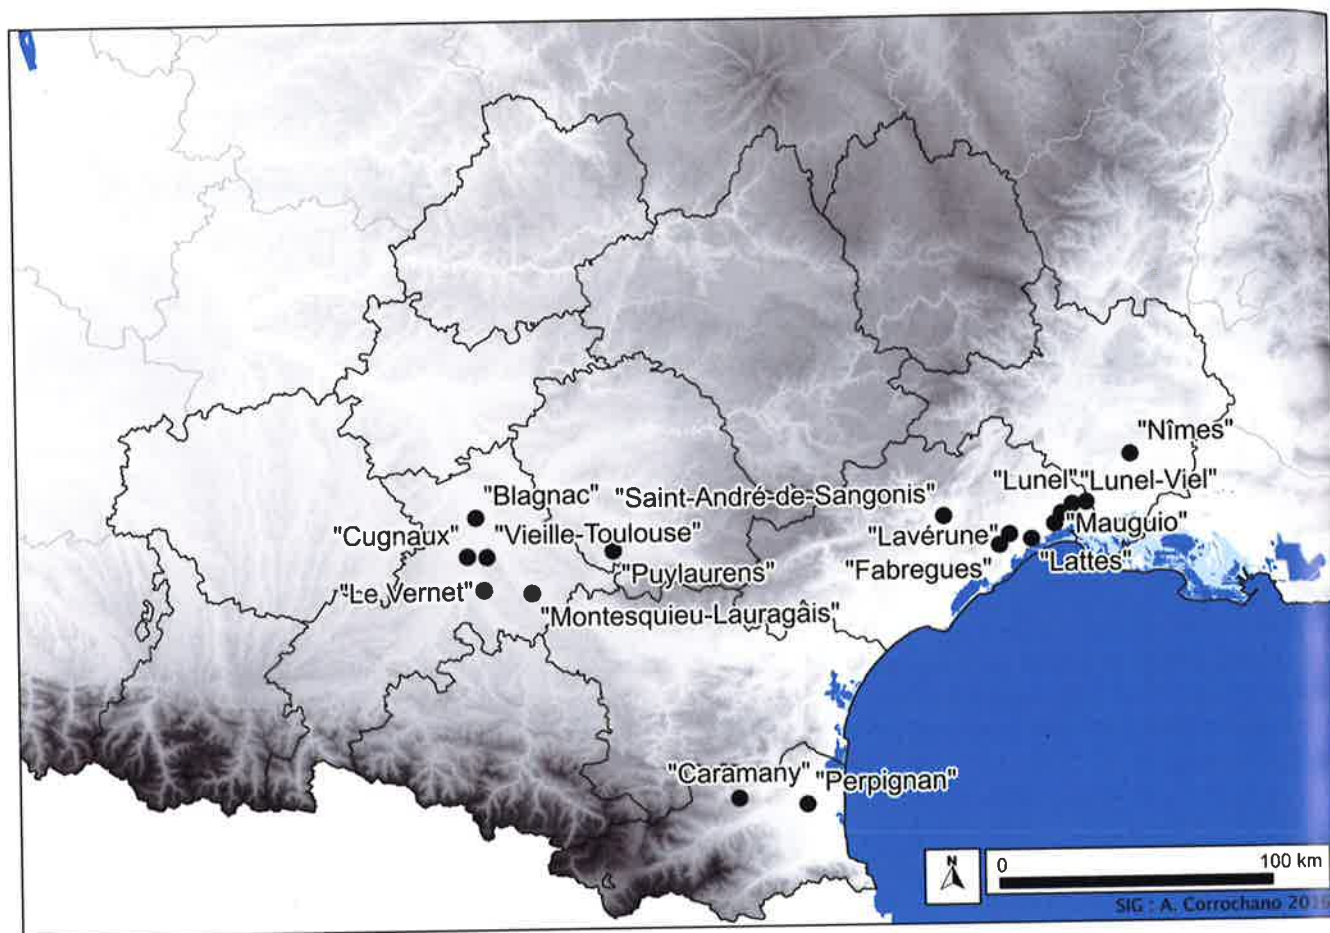 "Nîmes"
"Lunel" "Lunel-Viel"
"Blagnac" "Saint-André-de-Sangonis"
"Cugnaux" "Vieille-Toulouse" "Lavérune" "Mauguio"
"Puylaurens" "Fabregues" "Lattes"
"Le Vernet"
"Montesquieu-Lauragâis"
"Caramany" "Perpignan"
N
0 100 km
SIG : A. Corrochano 2016